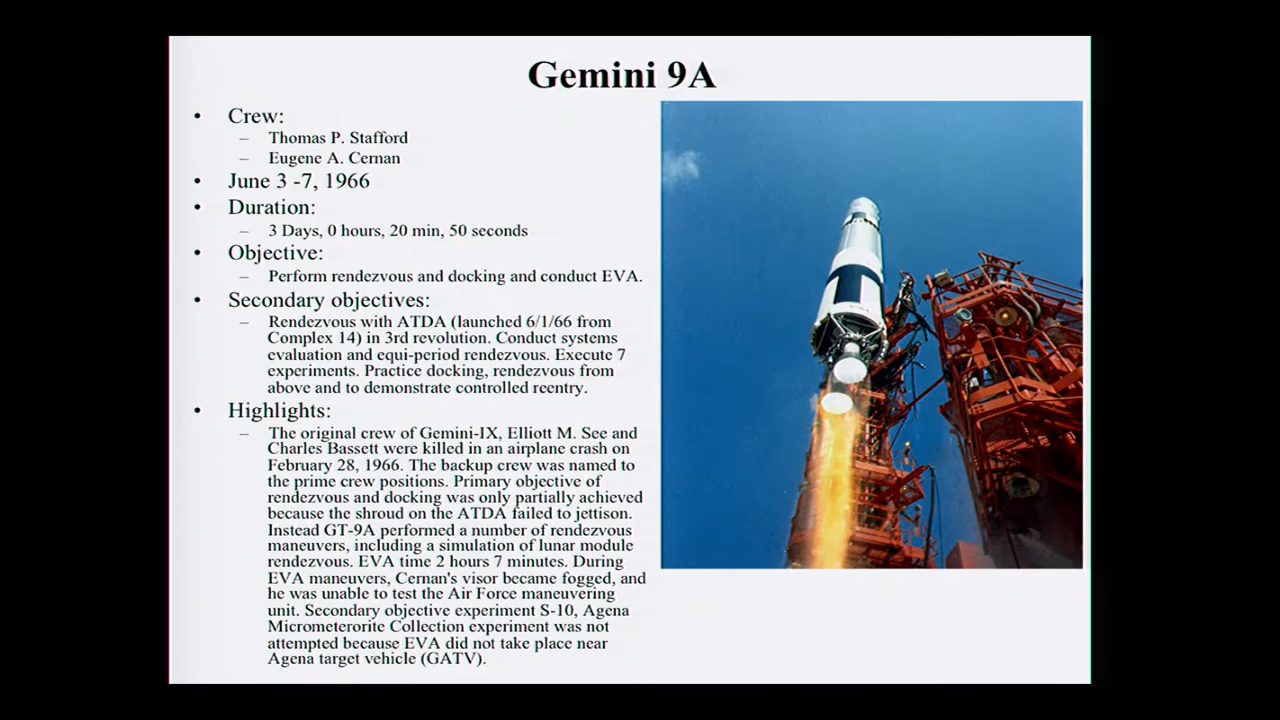 Gemini 9A
• Crew:
– Thomas P. Stafford
– Eugene A. Cernan
• June 3 -7, 1966
• Duration:
– 3 Days, 0 hours, 20 min, 50 seconds
• Objective:
– Perform rendezvous and docking and conduct EVA.
• Secondary objectives:
– Rendezvous with ATDA (launched 6/1/66 from
Complex 14) in 3rd revolution. Conduct systems
evaluation and equi-period rendezvous. Execute 7
experiments. Practice docking, rendezvous from
above and to demonstrate controlled reentry.
• Highlights:
– The original crew of Gemini-IX, Elliott M. See and
Charles Bassett were killed in an airplane crash on
February 28, 1966. The backup crew was named to
the prime crew positions. Primary objective of
rendezvous and docking was only partially achieved
because the shroud on the ATDA failed to jettison.
Instead GT-9A performed a number of rendezvous
maneuvers, including a simulation of lunar module
rendezvous. EVA time 2 hours 7 minutes. During
EVA maneuvers, Cernan's visor became fogged, and
he was unable to test the Air Force maneuvering
unit. Secondary objective experiment S-10, Agena
Micrometerorite Collection experiment was not
attempted because EVA did not take place near
Agena target vehicle (GATV).